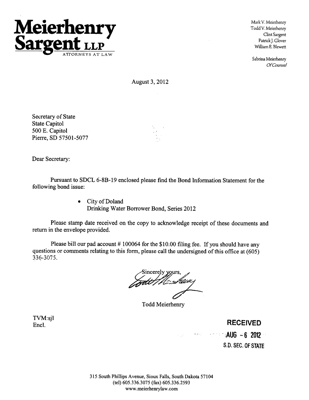 Meierhenry
Sargent LLP
ATTORNEYS AT LAW
Mark V. Meierhenry
Todd V. Meierhenry
Clint Sargent
Patrick J. Glover
William E. Blewett
Sabrina Meierhenry
Of Counsel
August 3, 2012
Secretary of State
State Capitol
500 E. Capitol
Pierre, SD 57501-5077
Dear Secretary:
Pursuant to SDCL 6-8B-19 enclosed please find the Bond Information Statement for
the following bond issue:
• City of Doland
Drinking Water Borrower Bond, Series 2012
Please stamp date received on the copy to acknowledge receipt of these documents and
return in the envelope provided.
Please bill our pad account # 100064 for the $10.00 filing fee. If you should have any
questions or comments relating to this form, please call the undersigned of this office at (605)
336-3075.
Sincerely yours,
Todd Meierhenry
Todd Meierhenry
TVM:sjl
Encl.
RECEIVED
AUG - 6 2012
S.D. SEC. OF STATE
315 South Phillips Avenue, Sioux Falls, South Dakota 57104
(tel) 605.336.3075 (fax) 605.336.2593
www.meierhenrylaw.com